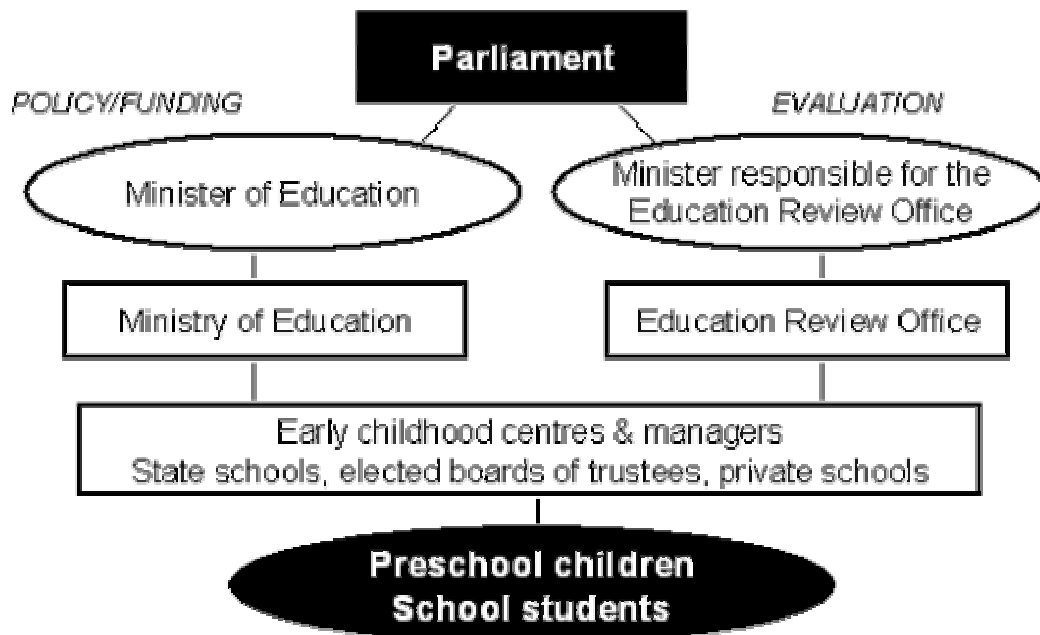 Parliament
POLICY/FUNDING
EVALUATION
Minister of Education
Minister responsible for the
Education Review Office
Ministry of Education
Education Review Office
Early childhood centres & managers
State schools, elected boards of trustees, private schools
Preschool children
School students